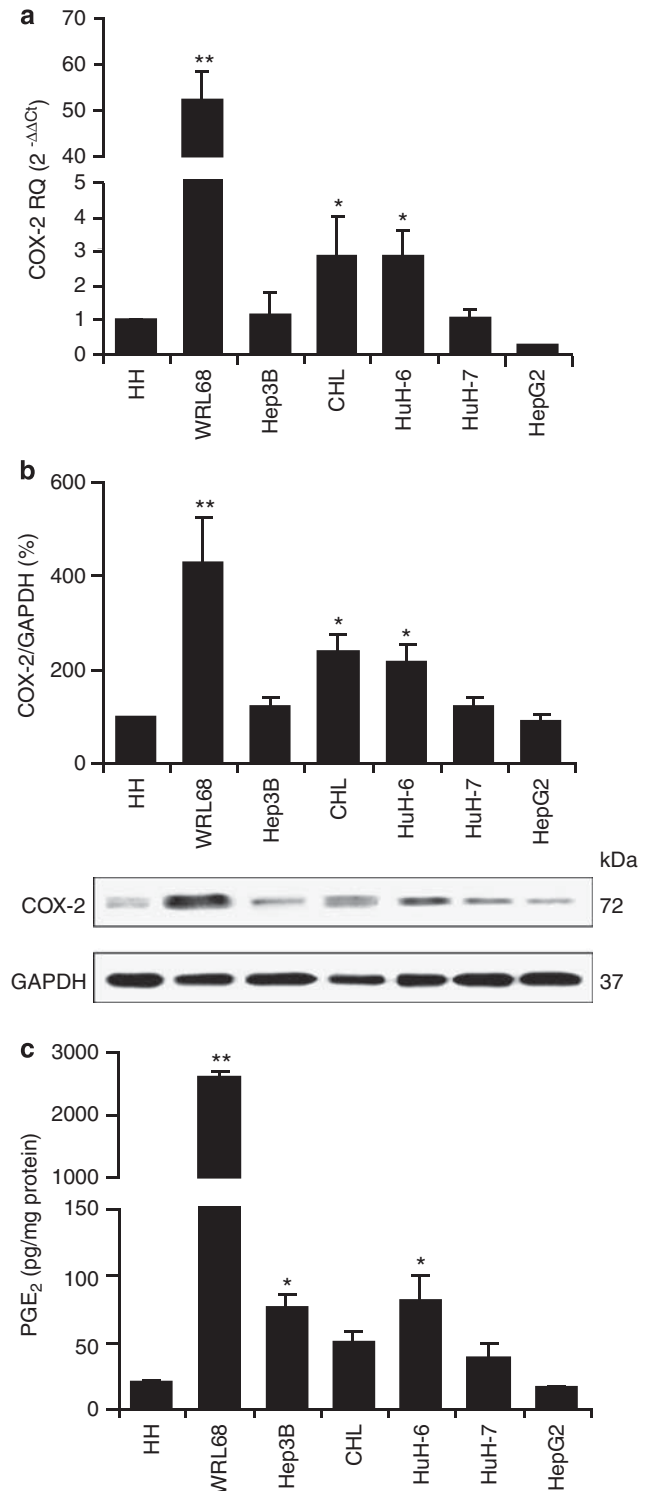 a
70
60
50
40
5
4
3
2
1
0
COX-2 RQ (2 -ΔΔCt)
**
*
*
HH
WRL68
Hep3B
CHL
HuH-6
HuH-7
HepG2
b
600
400
200
0
COX-2/GAPDH (%)
**
*
*
HH
WRL68
Hep3B
CHL
HuH-6
HuH-7
HepG2
kDa
COX-2 72
GAPDH 37
c
3000
2000
1000
150
100
50
0
PGE2 (pg/mg protein)
**
*
*
HH
WRL68
Hep3B
CHL
HuH-6
HuH-7
HepG2